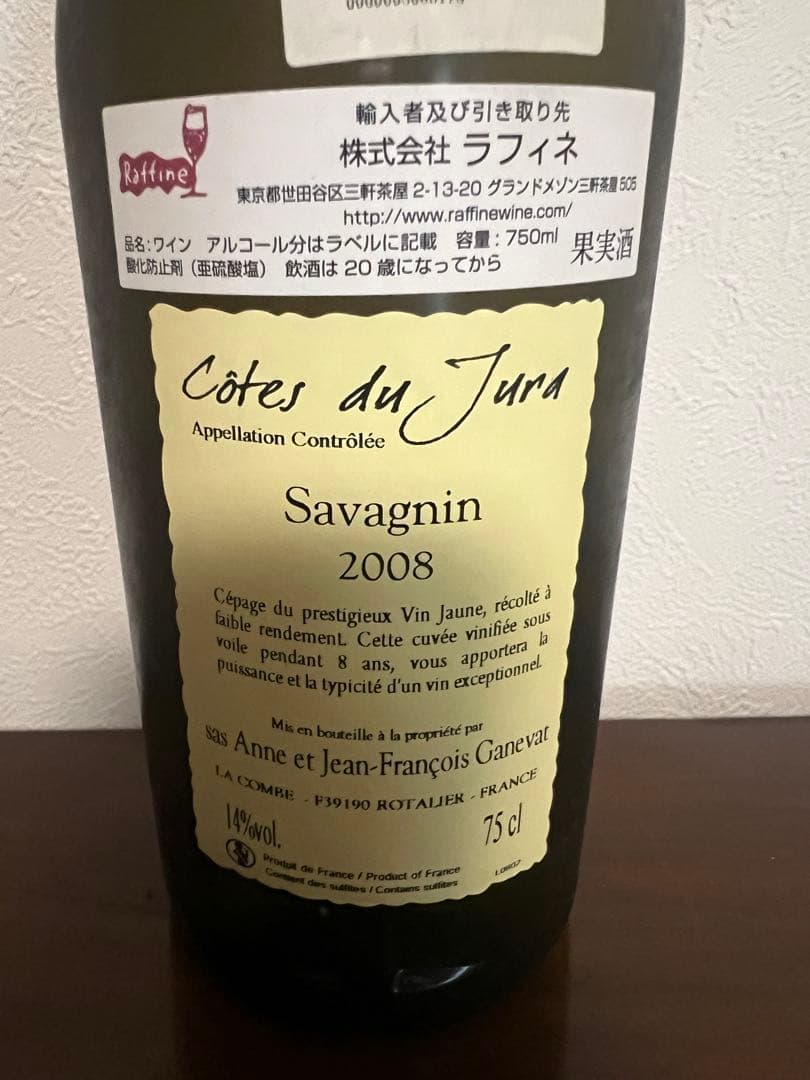 Raffine
輸入者及び引き取り先
株式会社 ラフィネ
東京都世田谷区三軒茶屋 2-13-20 グランドメゾン三軒茶屋 505
http://www.raffinewine.com/
品名:ワイン アルコール分はラベルに記載 容量:750ml 果実酒
酸化防止剤(亜硫酸塩) 飲酒は 20 歳になってから
Côtes du Jura
Appellation Contrôlée
Savagnin
2008
Cépage du prestigieux Vin Jaune, récolté à
faible rendement. Cette cuvée vinifiée sous
voile pendant 8 ans, vous apportera la
puissance et la typicité d'un vin exceptionnel.
Mis en bouteille à la propriété par
sas Anne et Jean-François Ganevat
LA COMBE - F39190 ROTALIER - FRANCE
14%vol. 75 cl
Produit de France / Product of France
Contient des sulfites / Contains sulfites